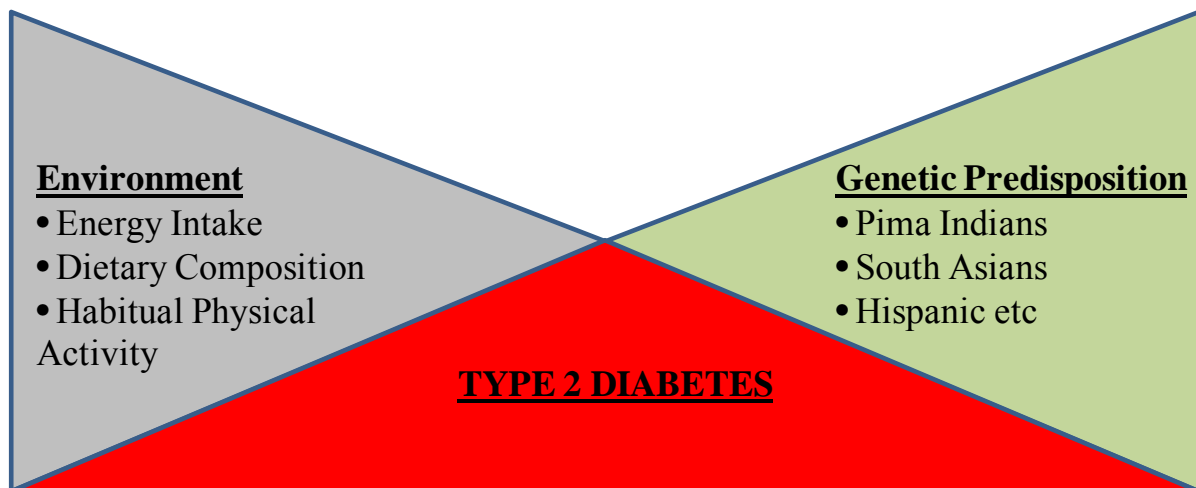 Environment
• Energy Intake
• Dietary Composition
• Habitual Physical
Activity
Genetic Predisposition
• Pima Indians
• South Asians
• Hispanic etc
TYPE 2 DIABETES